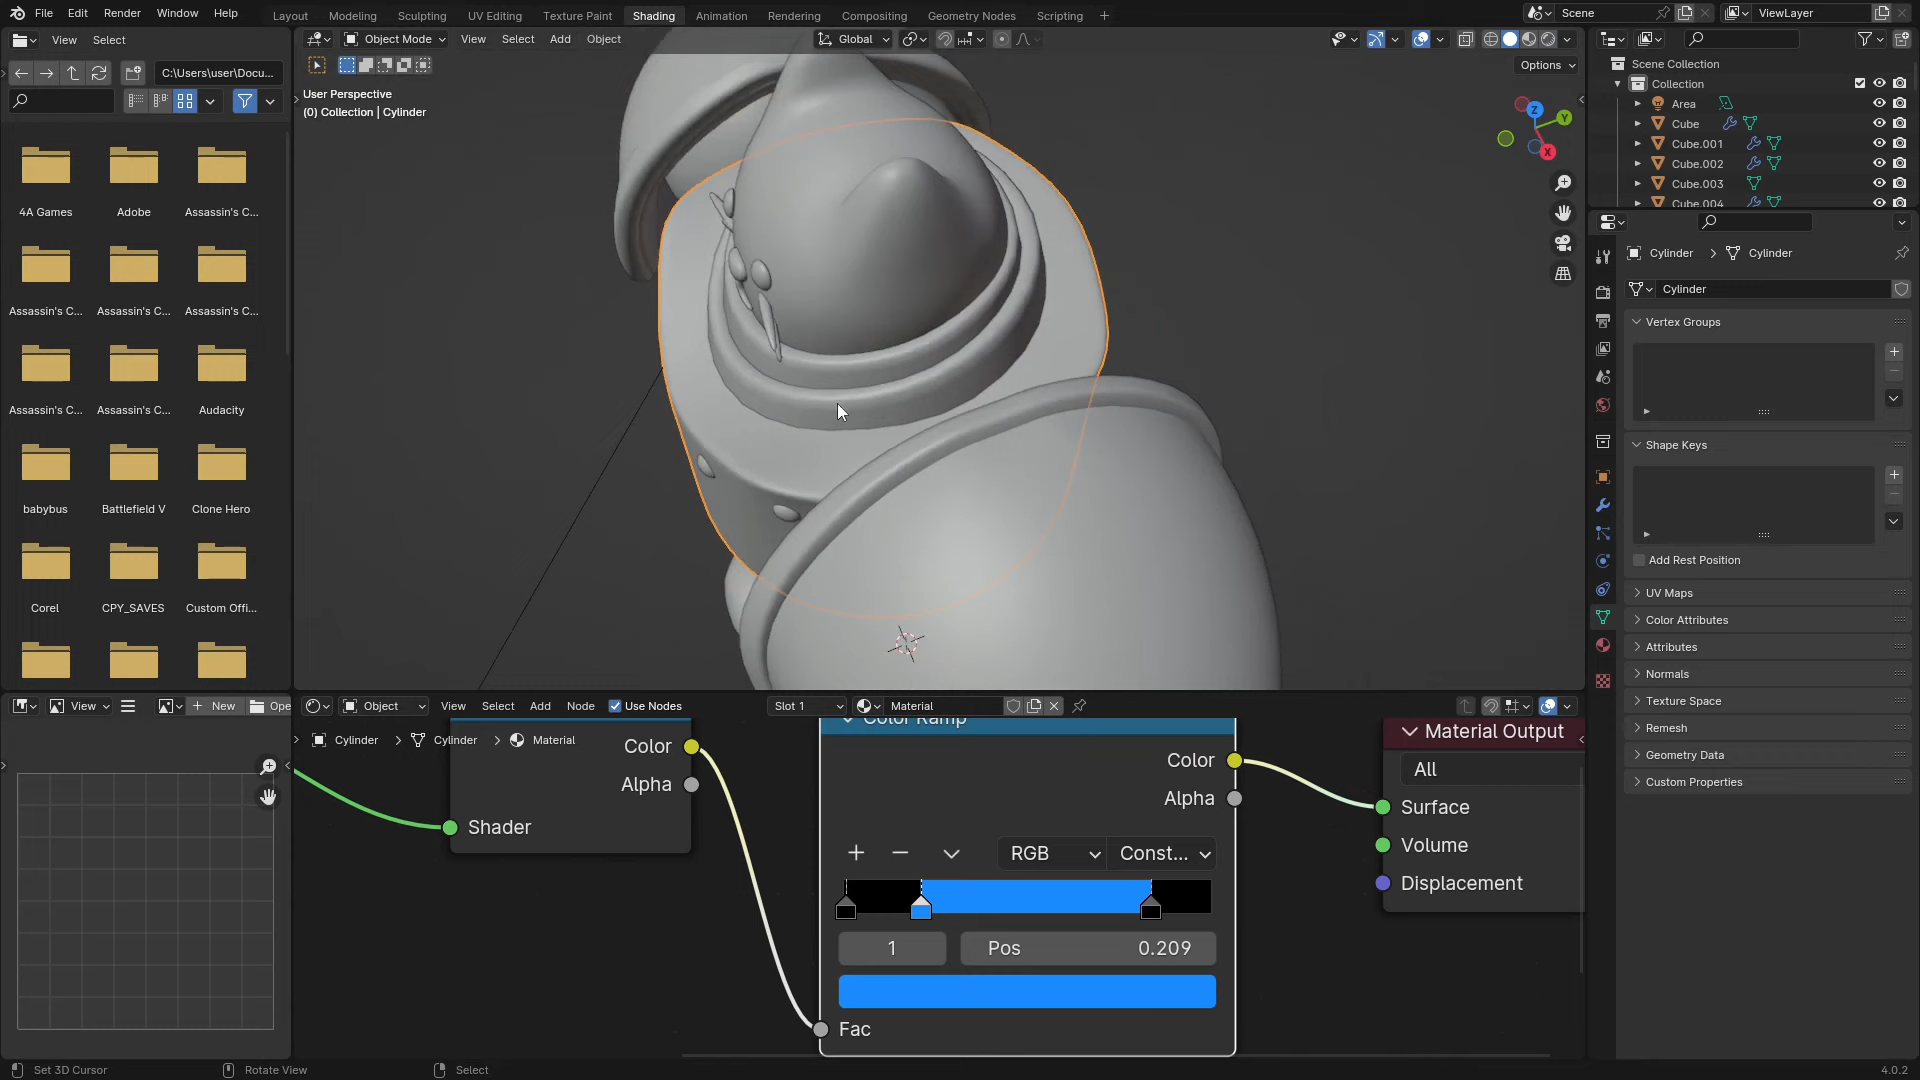 File Edit Render Window Help Layout Modeling Sculpting UV Editing Texture Paint Shading Animation Rendering Compositing Geometry Nodes Scripting + Scene ViewLayer
View Select Object Mode View Select Add Object Global
C:\Users\user\Docu... Options
User Perspective
(0) Collection | Cylinder
Z
Y
X
4A Games Adobe Assassin's C...
Assassin's C... Assassin's C... Assassin's C...
Assassin's C... Assassin's C... Audacity
babybus Battlefield V Clone Hero
Corel CPY_SAVES Custom Offi...
Scene Collection
Collection
Area
Cube
Cube.001
Cube.002
Cube.003
Cube.004
Cylinder > Cylinder
Cylinder
Vertex Groups
Shape Keys
Add Rest Position
UV Maps
Color Attributes
Attributes
Normals
Texture Space
Remesh
Geometry Data
Custom Properties
View + New Ope
Object View Select Add Node Use Nodes Slot 1 Material
Cylinder > Cylinder > Material
Color
Alpha
Shader
Color Ramp
Color
Alpha
+ − RGB Const...
1 Pos 0.209
Fac
Material Output
All
Surface
Volume
Displacement
Set 3D Cursor Rotate View Select 4.0.2